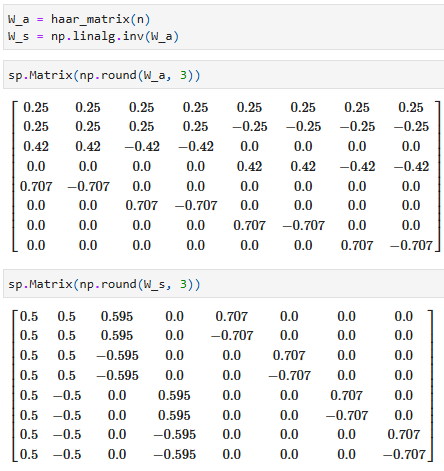 W_a = haar_matrix(n)
W_s = np.linalg.inv(W_a)
sp.Matrix(np.round(W_a, 3))
0.25 0.25 0.25 0.25 0.25 0.25 0.25 0.25
0.25 0.25 0.25 0.25 −0.25 −0.25 −0.25 −0.25
0.42 0.42 −0.42 −0.42 0.0 0.0 0.0 0.0
0.0 0.0 0.0 0.0 0.42 0.42 −0.42 −0.42
0.707 −0.707 0.0 0.0 0.0 0.0 0.0 0.0
0.0 0.0 0.707 −0.707 0.0 0.0 0.0 0.0
0.0 0.0 0.0 0.0 0.707 −0.707 0.0 0.0
0.0 0.0 0.0 0.0 0.0 0.0 0.707 −0.707
sp.Matrix(np.round(W_s, 3))
0.5 0.5 0.595 0.0 0.707 0.0 0.0 0.0
0.5 0.5 0.595 0.0 −0.707 0.0 0.0 0.0
0.5 0.5 −0.595 0.0 0.0 0.707 0.0 0.0
0.5 0.5 −0.595 0.0 0.0 −0.707 0.0 0.0
0.5 −0.5 0.0 0.595 0.0 0.0 0.707 0.0
0.5 −0.5 0.0 0.595 0.0 0.0 −0.707 0.0
0.5 −0.5 0.0 −0.595 0.0 0.0 0.0 0.707
0.5 −0.5 0.0 −0.595 0.0 0.0 0.0 −0.707